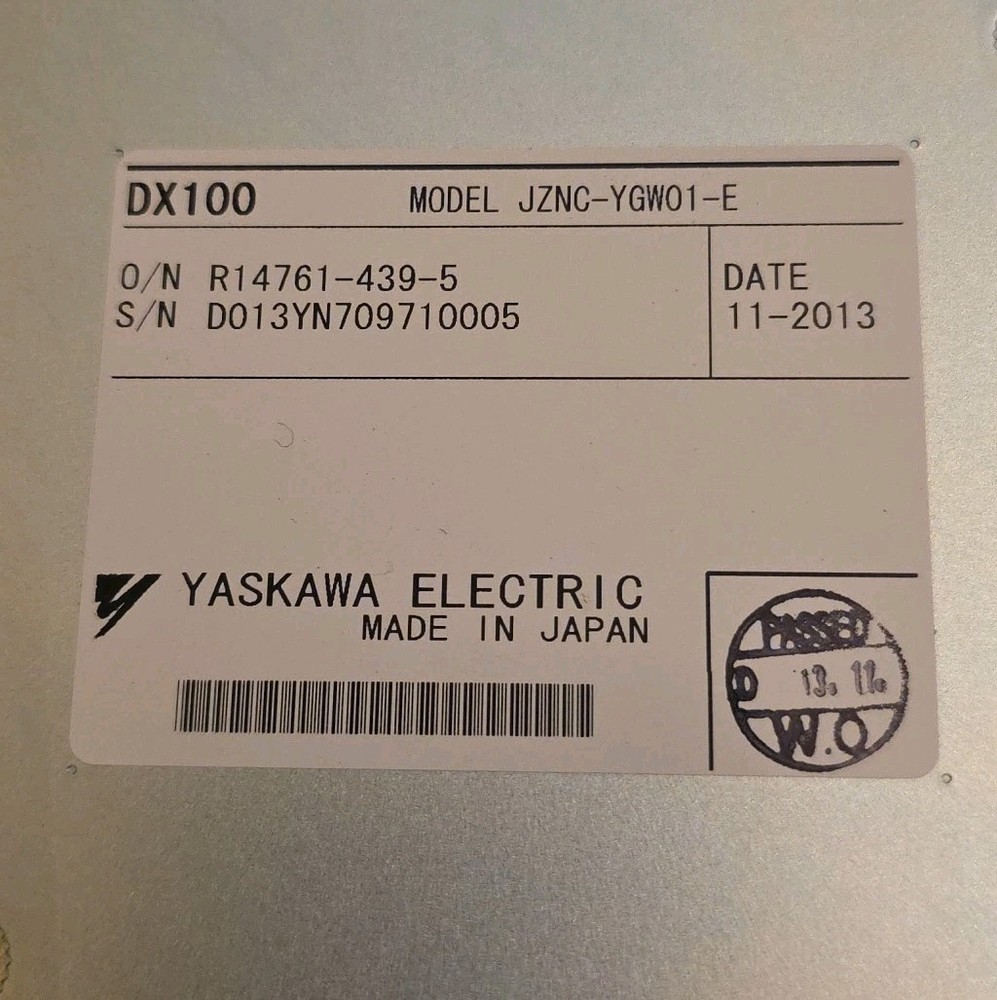 DX100 MODEL JZNC-YGW01-E
O/N R14761-439-5
S/N D013YN709710005
DATE
11-2013
YASKAWA ELECTRIC
MADE IN JAPAN
PASSED
D 13. 11.
W.O